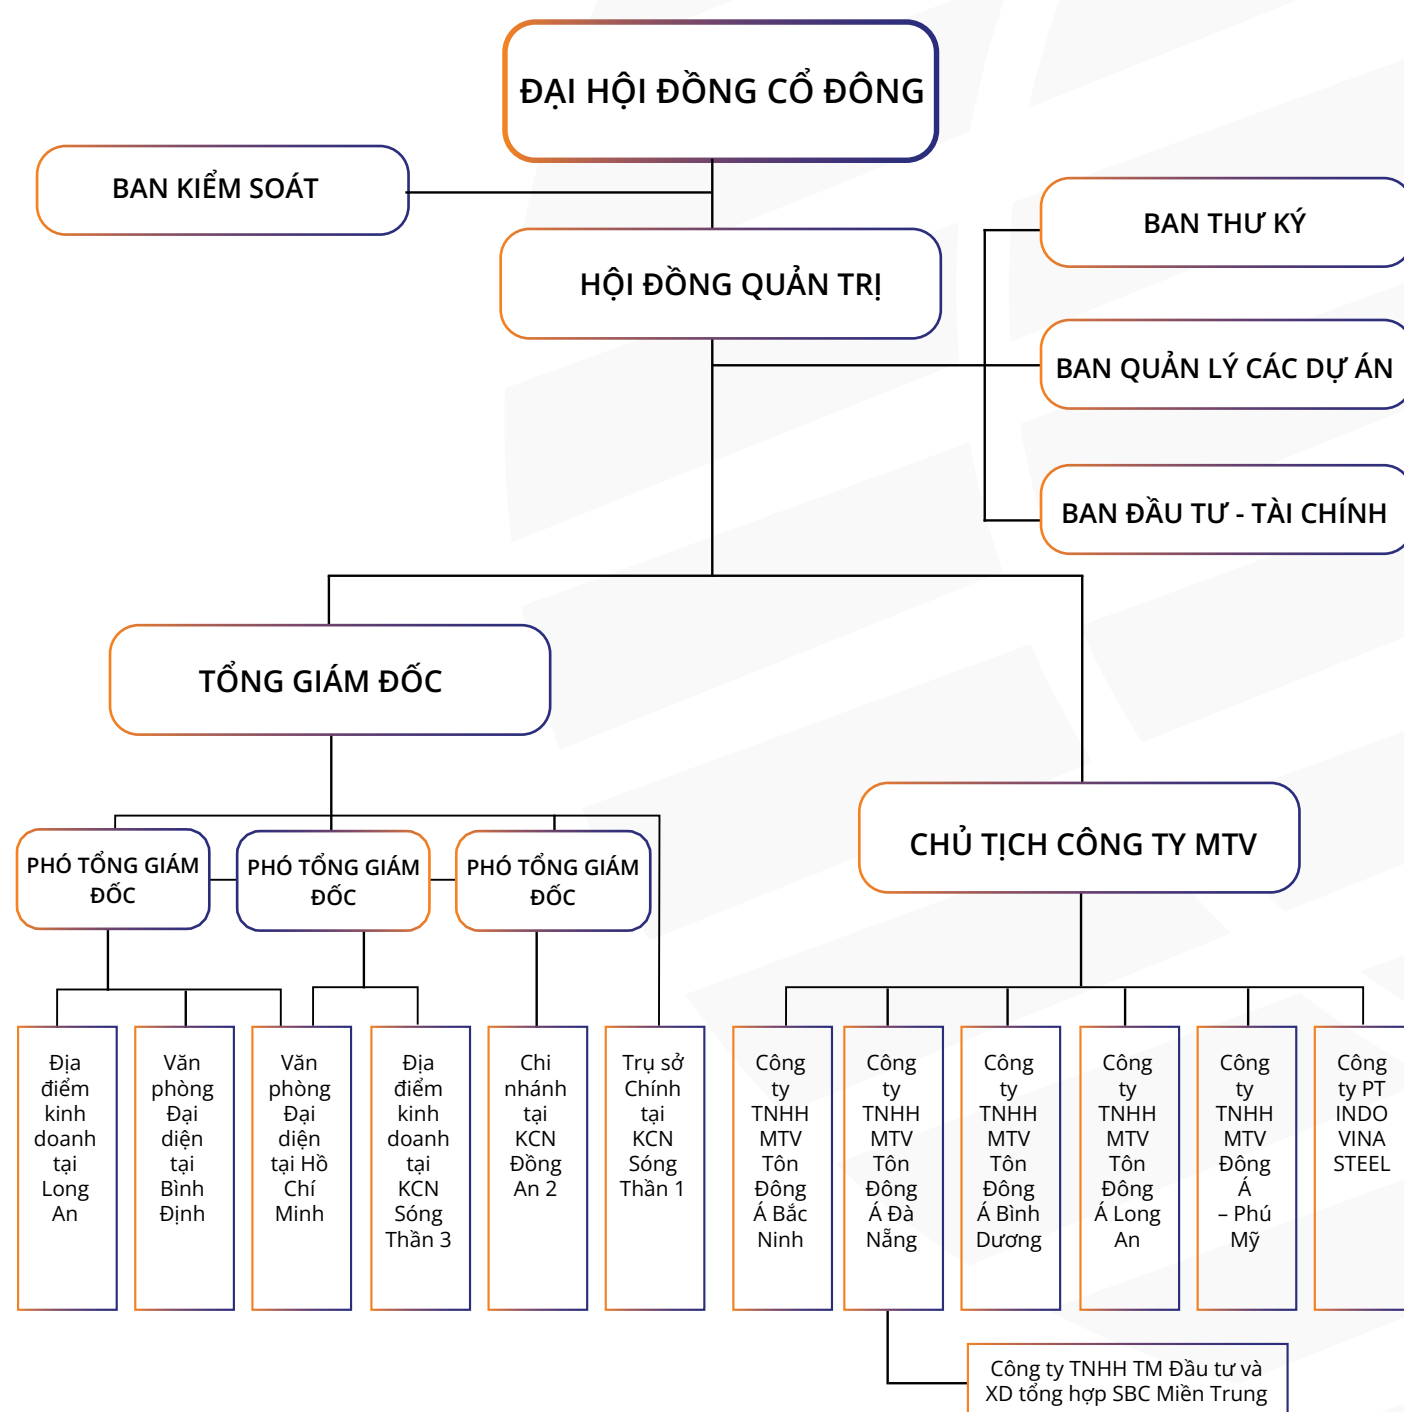 ĐẠI HỘI ĐỒNG CỔ ĐÔNG
BAN KIỂM SOÁT
BAN THƯ KÝ
HỘI ĐỒNG QUẢN TRỊ
BAN QUẢN LÝ CÁC DỰ ÁN
BAN ĐẦU TƯ - TÀI CHÍNH
TỔNG GIÁM ĐỐC
CHỦ TỊCH CÔNG TY MTV
PHÓ TỔNG GIÁM
ĐỐC
PHÓ TỔNG GIÁM
ĐỐC
PHÓ TỔNG GIÁM
ĐỐC
Địa
điểm
kinh
doanh
tại
Long
An
Văn
phòng
Đại
diện
tại
Bình
Định
Văn
phòng
Đại
diện
tại Hồ
Chí
Minh
Địa
điểm
kinh
doanh
tại
KCN
Sóng
Thần 3
Chi
nhánh
tại
KCN
Đồng
An 2
Trụ sở
Chính
tại
KCN
Sóng
Thần 1
Công
ty
TNHH
MTV
Tôn
Đông
Á Bắc
Ninh
Công
ty
TNHH
MTV
Tôn
Đông
Á Đà
Nẵng
Công
ty
TNHH
MTV
Tôn
Đông
Á Bình
Dương
Công
ty
TNHH
MTV
Tôn
Đông
Á Long
An
Công
ty
TNHH
MTV
Đông
Á
– Phú
Mỹ
Công
ty PT
INDO
VINA
STEEL
Công ty TNHH TM Đầu tư và
XD tổng hợp SBC Miền Trung